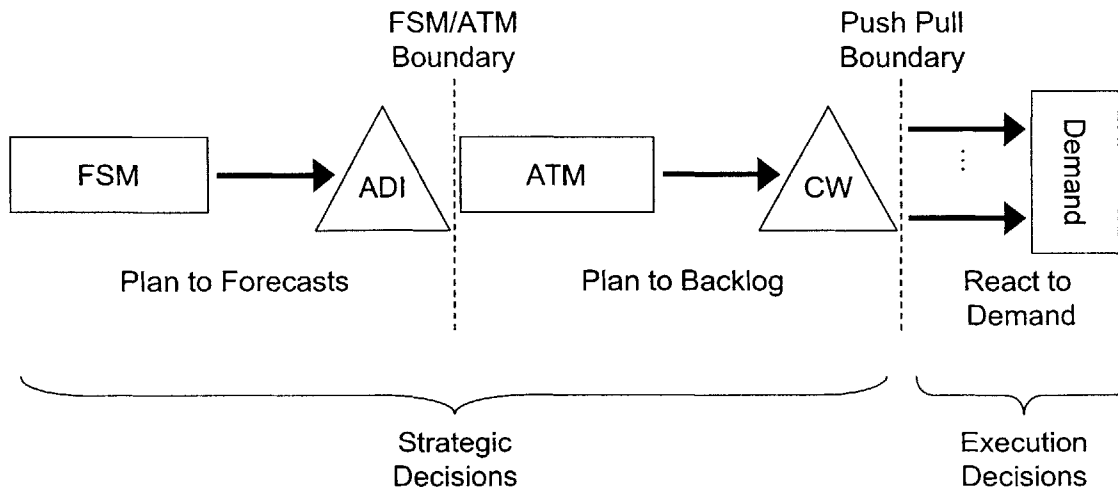 FSM/ATM
Boundary
Push Pull
Boundary
FSM
ADI
ATM
CW
Demand
Plan to Forecasts
Plan to Backlog
React to
Demand
Strategic
Decisions
Execution
Decisions